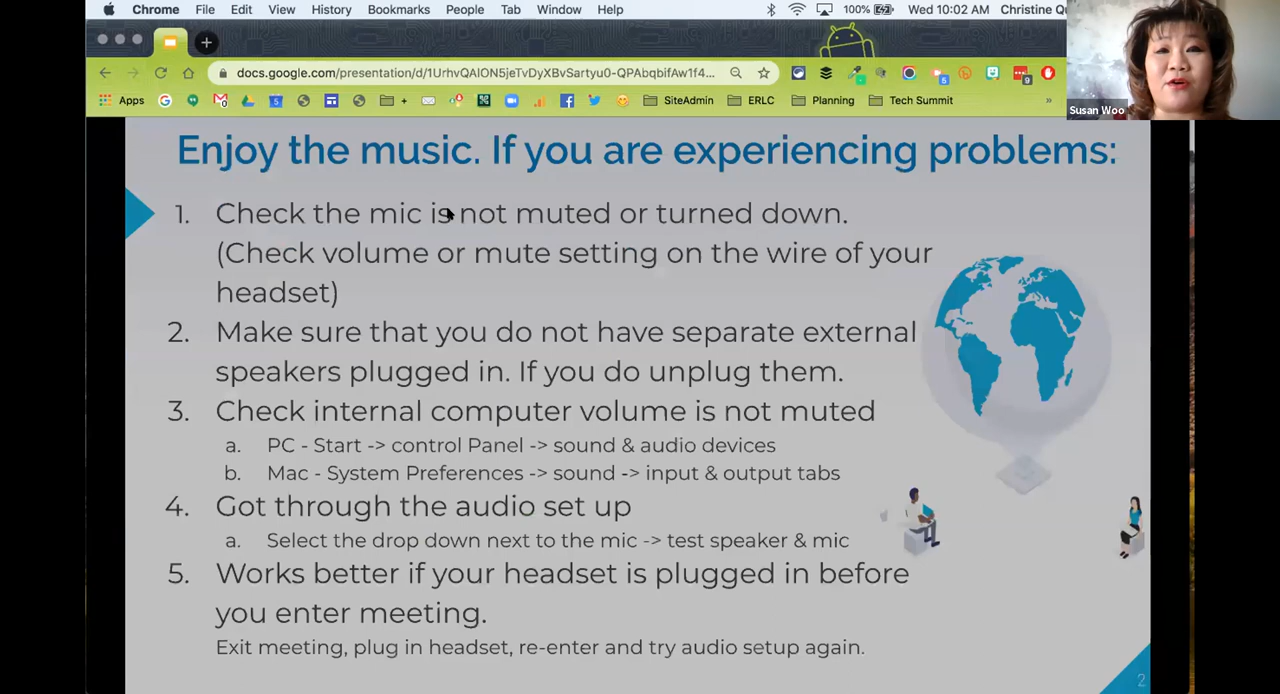 Chrome File Edit View History Bookmarks People Tab Window Help 100% Wed 10:02 AM Christine
docs.google.com/presentation/d/1UrhvQAlON5jeTvDyXBvSartyu0-QPAbqbifAw1f4...
Apps + SiteAdmin ERLC Planning Tech Summit »
Susan Woo
Enjoy the music. If you are experiencing problems:
1. Check the mic is not muted or turned down.
(Check volume or mute setting on the wire of your
headset)
2. Make sure that you do not have separate external
speakers plugged in. If you do unplug them.
3. Check internal computer volume is not muted
a. PC - Start -> control Panel -> sound & audio devices
b. Mac - System Preferences -> sound -> input & output tabs
4. Got through the audio set up
a. Select the drop down next to the mic -> test speaker & mic
5. Works better if your headset is plugged in before
you enter meeting.
Exit meeting, plug in headset, re-enter and try audio setup again.
2